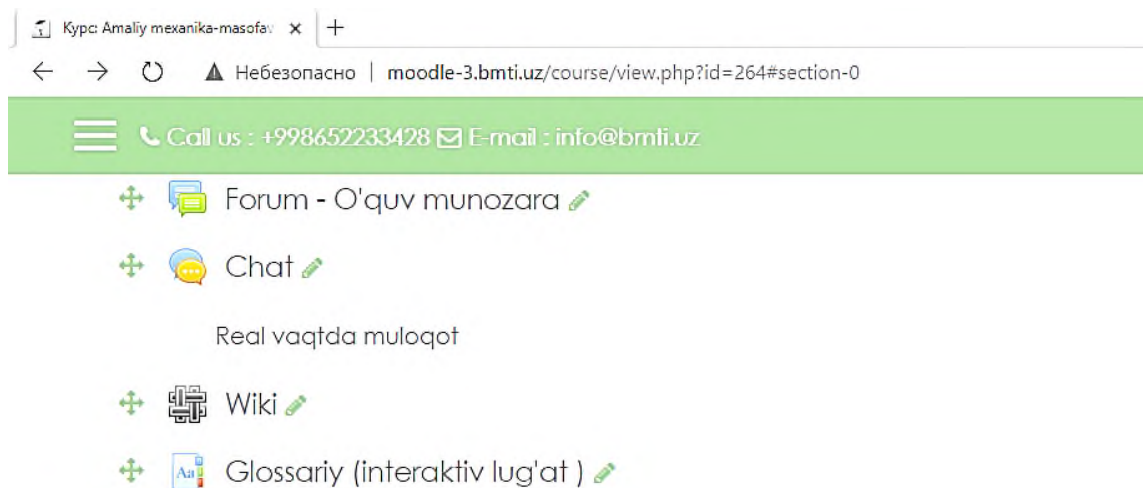 Курс: Amaliy mexanika-masofav
Небезопасно | moodle-3.bmti.uz/course/view.php?id=264#section-0
Call us : +998652233428 E-mail : info@bmti.uz
Forum - O'quv munozara
Chat
Real vaqtda muloqot
Wiki
Aa
Glossariy (interaktiv lug'at )